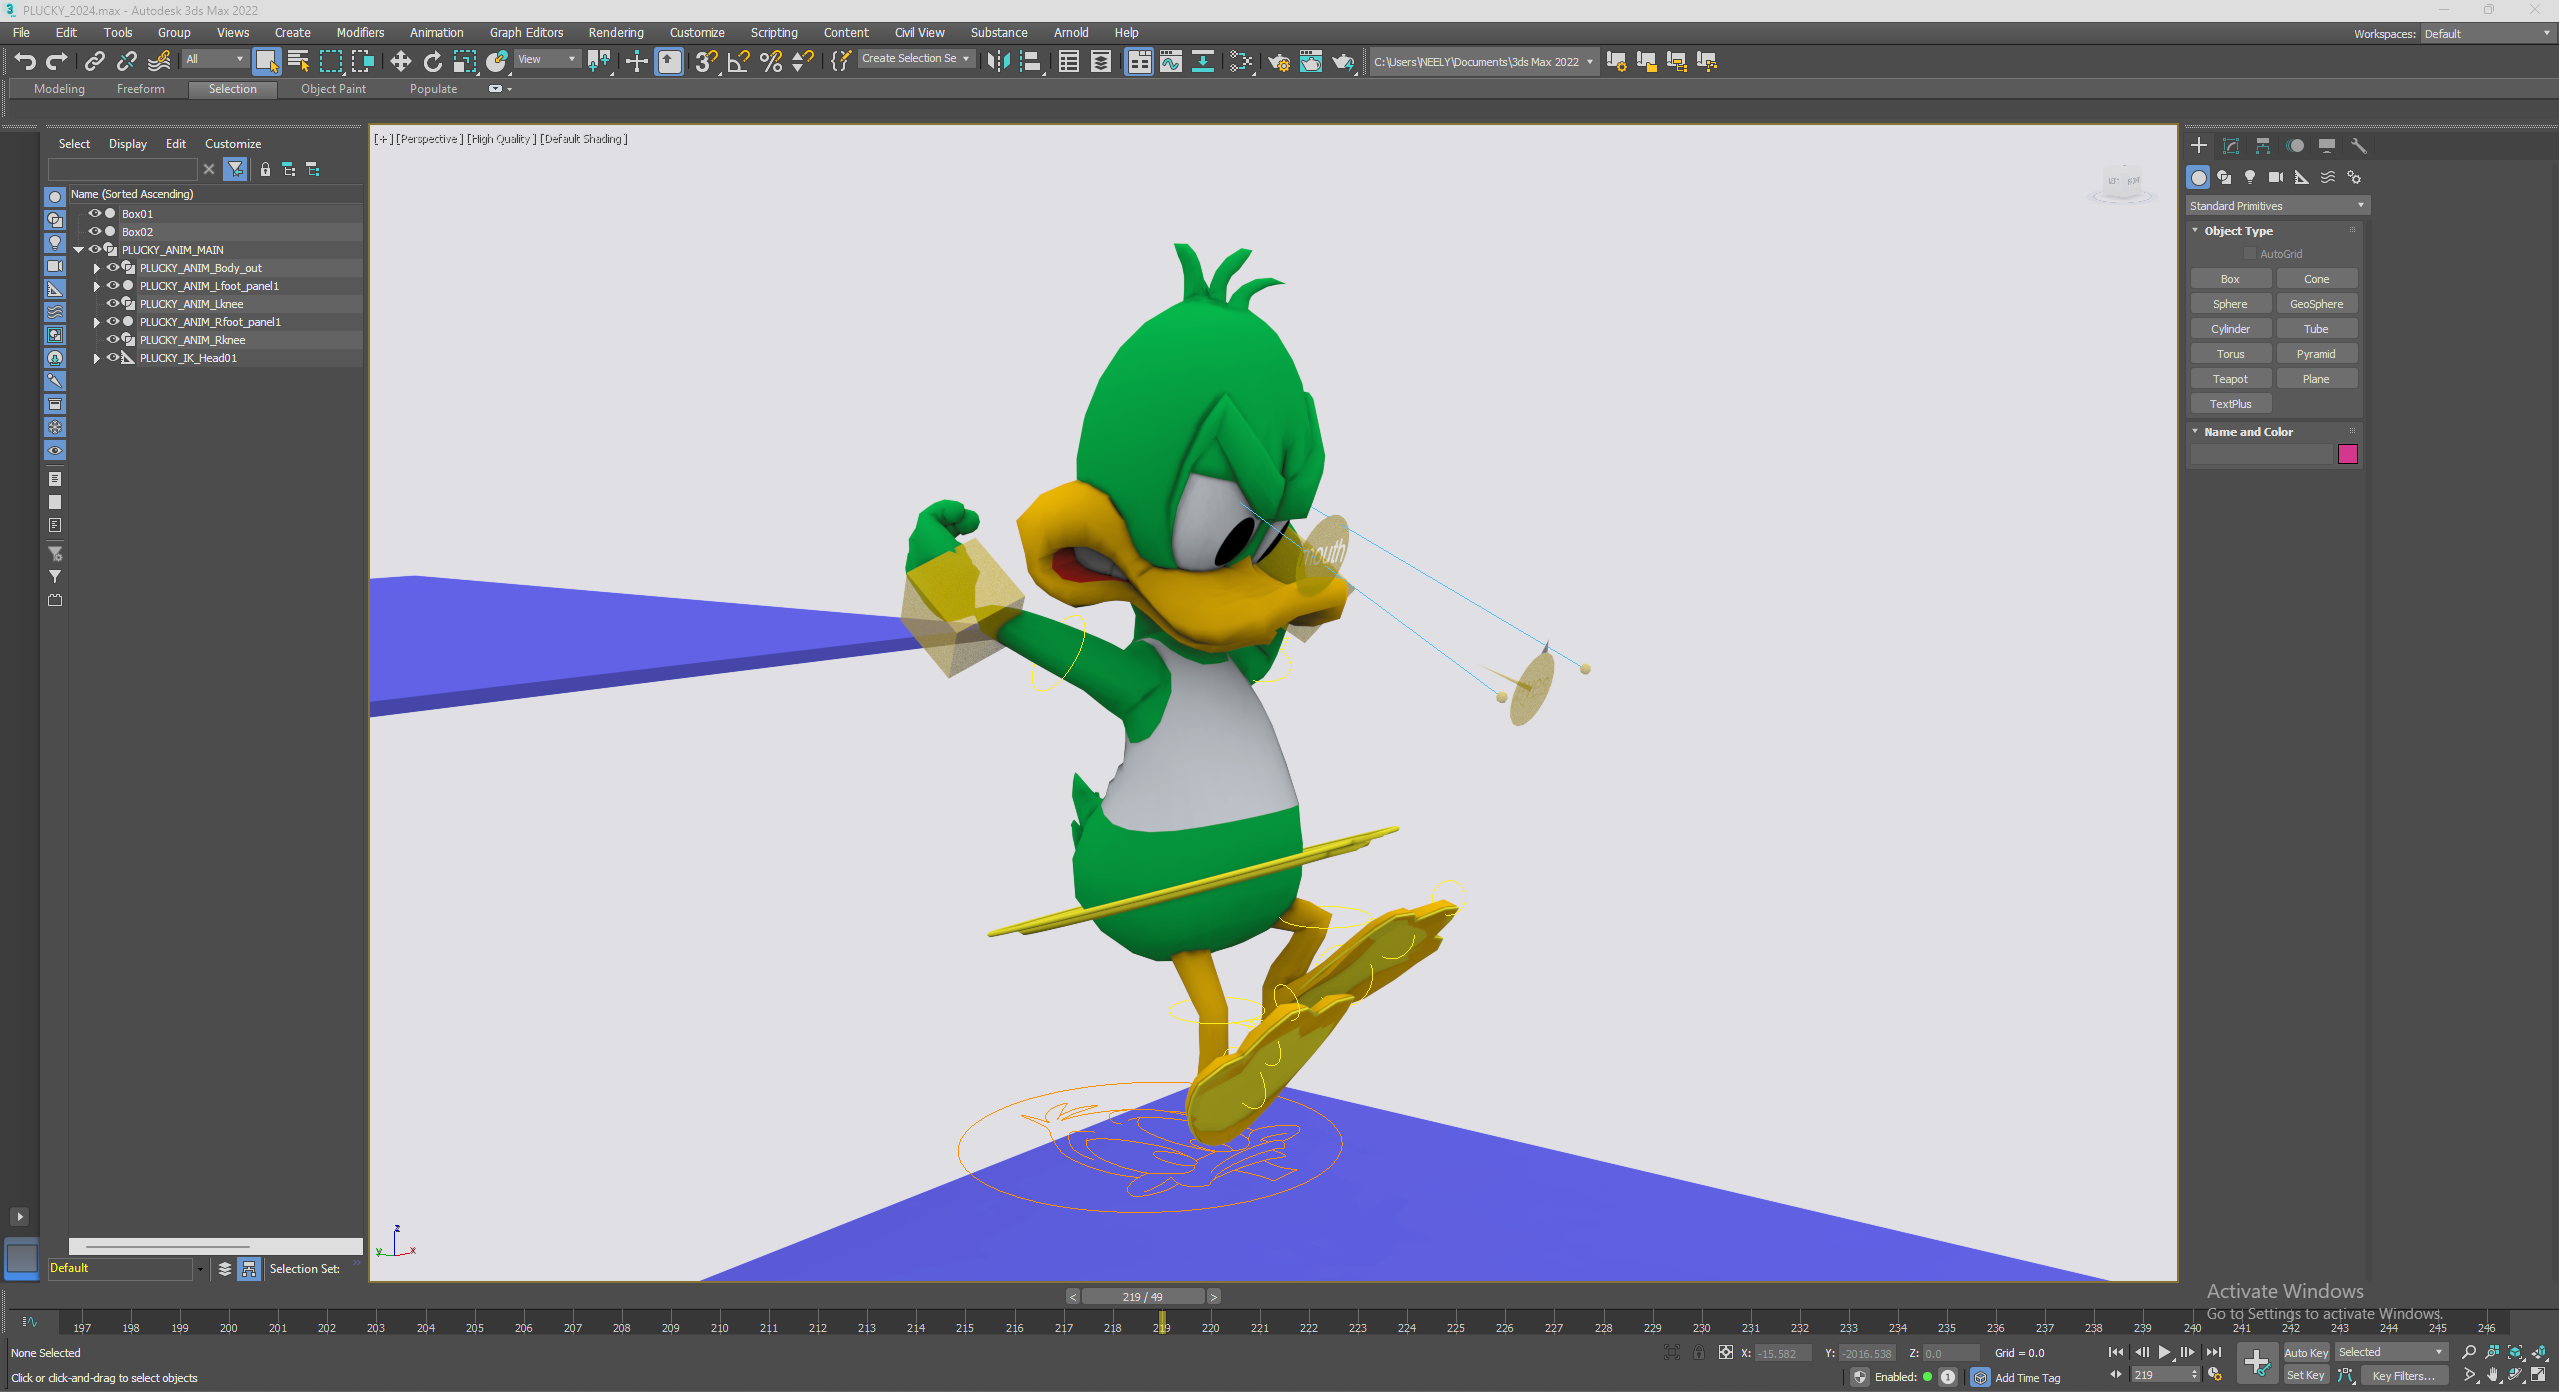 PLUCKY_2024.max - Autodesk 3ds Max 2022
File Edit Tools Group Views Create Modifiers Animation Graph Editors Rendering Customize Scripting Content Civil View Substance Arnold Help
Workspaces: Default
All View Create Selection Se C:\Users\NEELY\Documents\3ds Max 2022
Modeling Freeform Selection Object Paint Populate
Select Display Edit Customize
[+] [Perspective] [High Quality] [Default Shading]
Name (Sorted Ascending)
Box01
Box02
PLUCKY_ANIM_MAIN
PLUCKY_ANIM_Body_out
PLUCKY_ANIM_Lfoot_panel1
PLUCKY_ANIM_Lknee
PLUCKY_ANIM_Rfoot_panel1
PLUCKY_ANIM_Rknee
PLUCKY_IK_Head01
Standard Primitives
Object Type
AutoGrid
Box Cone
Sphere GeoSphere
Cylinder Tube
Torus Pyramid
Teapot Plane
TextPlus
Name and Color
mouth
z
y x
Default
Selection Set:
219 / 49
197 198 199 200 201 202 203 204 205 206 207 208 209 210 211 212 213 214 215 216 217 218 219 220 221 222 223 224 225 226 227 228 229 230 231 232 233 234 235 236 237 238 239 240 241 242 243 244 245 246
Activate Windows
Go to Settings to activate Windows.
None Selected
X: -15.582 Y: -2016.538 Z: 0.0 Grid = 0.0
Auto Key Selected
Click or click-and-drag to select objects
Enabled: 1 Add Time Tag
219
Set Key Key Filters...